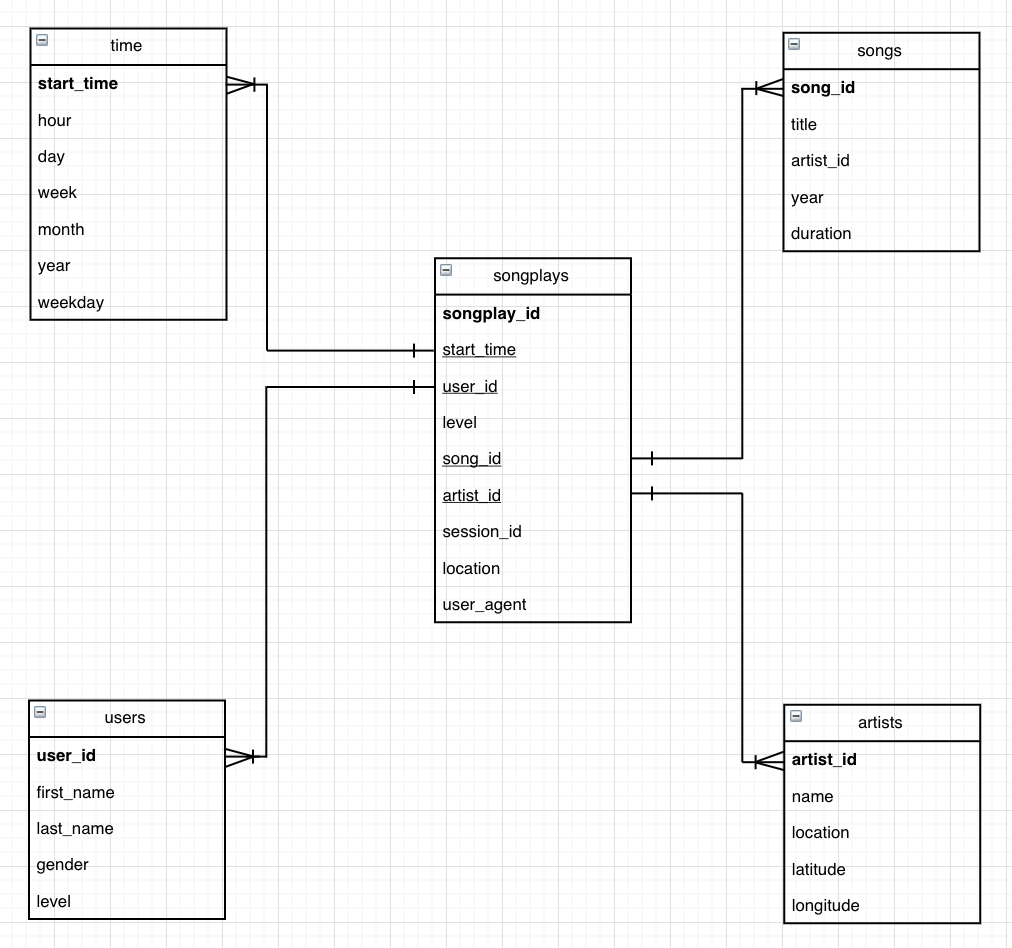 time
start_time
hour
day
week
month
year
weekday
songs
song_id
title
artist_id
year
duration
songplays
songplay_id
start_time
user_id
level
song_id
artist_id
session_id
location
user_agent
users
user_id
first_name
last_name
gender
level
artists
artist_id
name
location
latitude
longitude